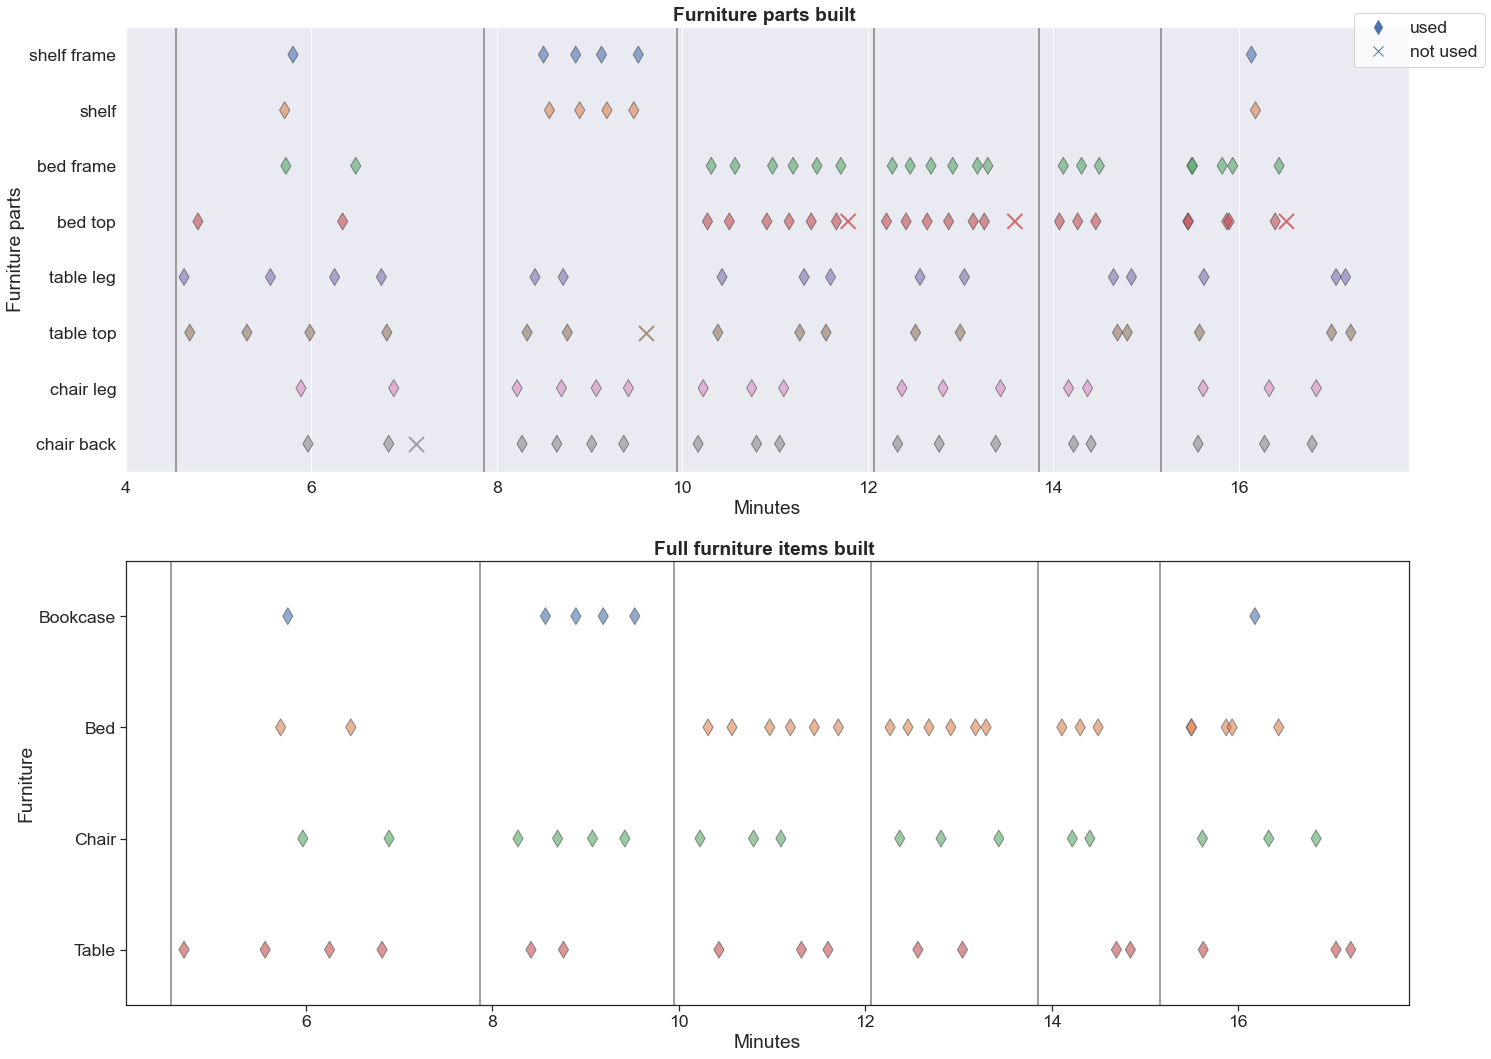 Furniture parts built
used
not used
shelf frame
shelf
bed frame
bed top
table leg
table top
chair leg
chair back
Furniture parts
4 6 8 10 12 14 16
Minutes
Full furniture items built
Bookcase
Bed
Chair
Table
Furniture
6 8 10 12 14 16
Minutes